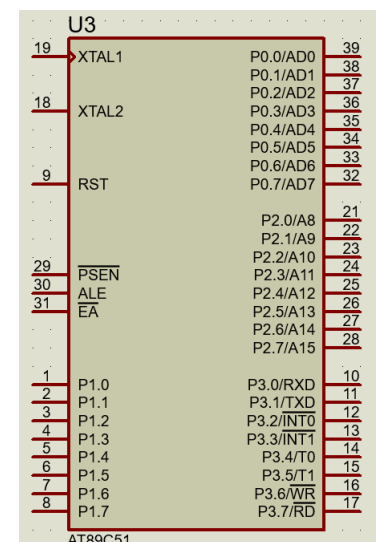 U3
19 XTAL1 P0.0/AD0 39
P0.1/AD1 38
P0.2/AD2 37
18 XTAL2 P0.3/AD3 36
P0.4/AD4 35
P0.5/AD5 34
P0.6/AD6 33
9 RST P0.7/AD7 32
P2.0/A8 21
P2.1/A9 22
P2.2/A10 23
29 PSEN P2.3/A11 24
30 ALE P2.4/A12 25
31 EA P2.5/A13 26
P2.6/A14 27
P2.7/A15 28
1 P1.0 P3.0/RXD 10
2 P1.1 P3.1/TXD 11
3 P1.2 P3.2/INT0 12
4 P1.3 P3.3/INT1 13
5 P1.4 P3.4/T0 14
6 P1.5 P3.5/T1 15
7 P1.6 P3.6/WR 16
8 P1.7 P3.7/RD 17
AT89C51